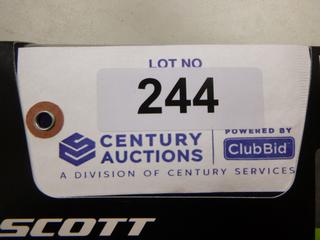 LOT NO
244
CENTURY AUCTIONS
POWERED BY
ClubBid
A DIVISION OF CENTURY SERVICES
SCOTT